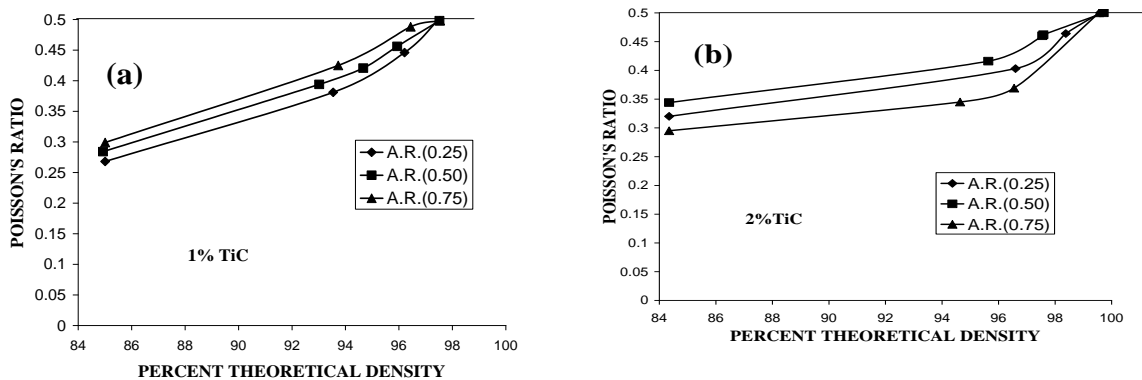 0.5
0.45
0.4
0.35
0.3
0.25
0.2
0.15
0.1
0.05
0
POISSON'S RATIO
(a)
A.R.(0.25)
A.R.(0.50)
A.R.(0.75)
1% TiC
84 86 88 90 92 94 96 98 100
PERCENT THEORETICAL DENSITY
0.5
0.45
0.4
0.35
0.3
0.25
0.2
0.15
0.1
0.05
0
POISSON'S RATIO
(b)
A.R.(0.25)
A.R.(0.50)
A.R.(0.75)
2%TiC
84 86 88 90 92 94 96 98 100
PERCENT THEORETICAL DENSITY